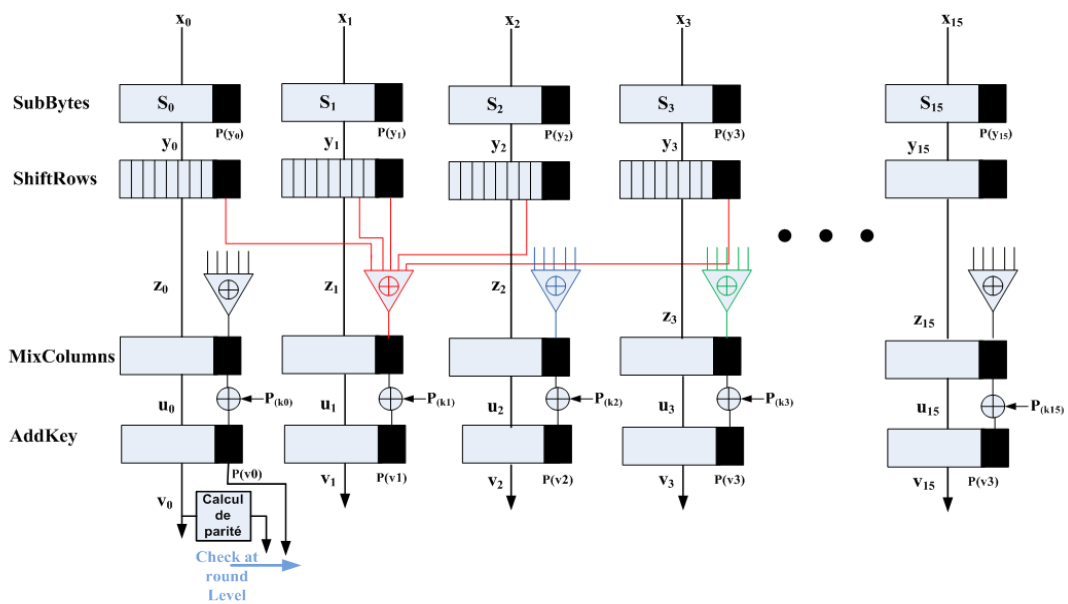 x0 x1 x2 x3 x15
SubBytes S0 S1 S2 S3 S15
P(y0) P(y1) P(y2) P(y3) P(y15)
y0 y1 y2 y3 y15
ShiftRows
z0 z1 z2 z3 z15
MixColumns
P(k0) P(k1) P(k2) P(k3) P(k15)
u0 u1 u2 u3 u15
AddKey
P(v0) P(v1) P(v2) P(v3) P(v3)
v0 v1 v2 v3 v15
Calcul
de
parité
Check at
round
Level